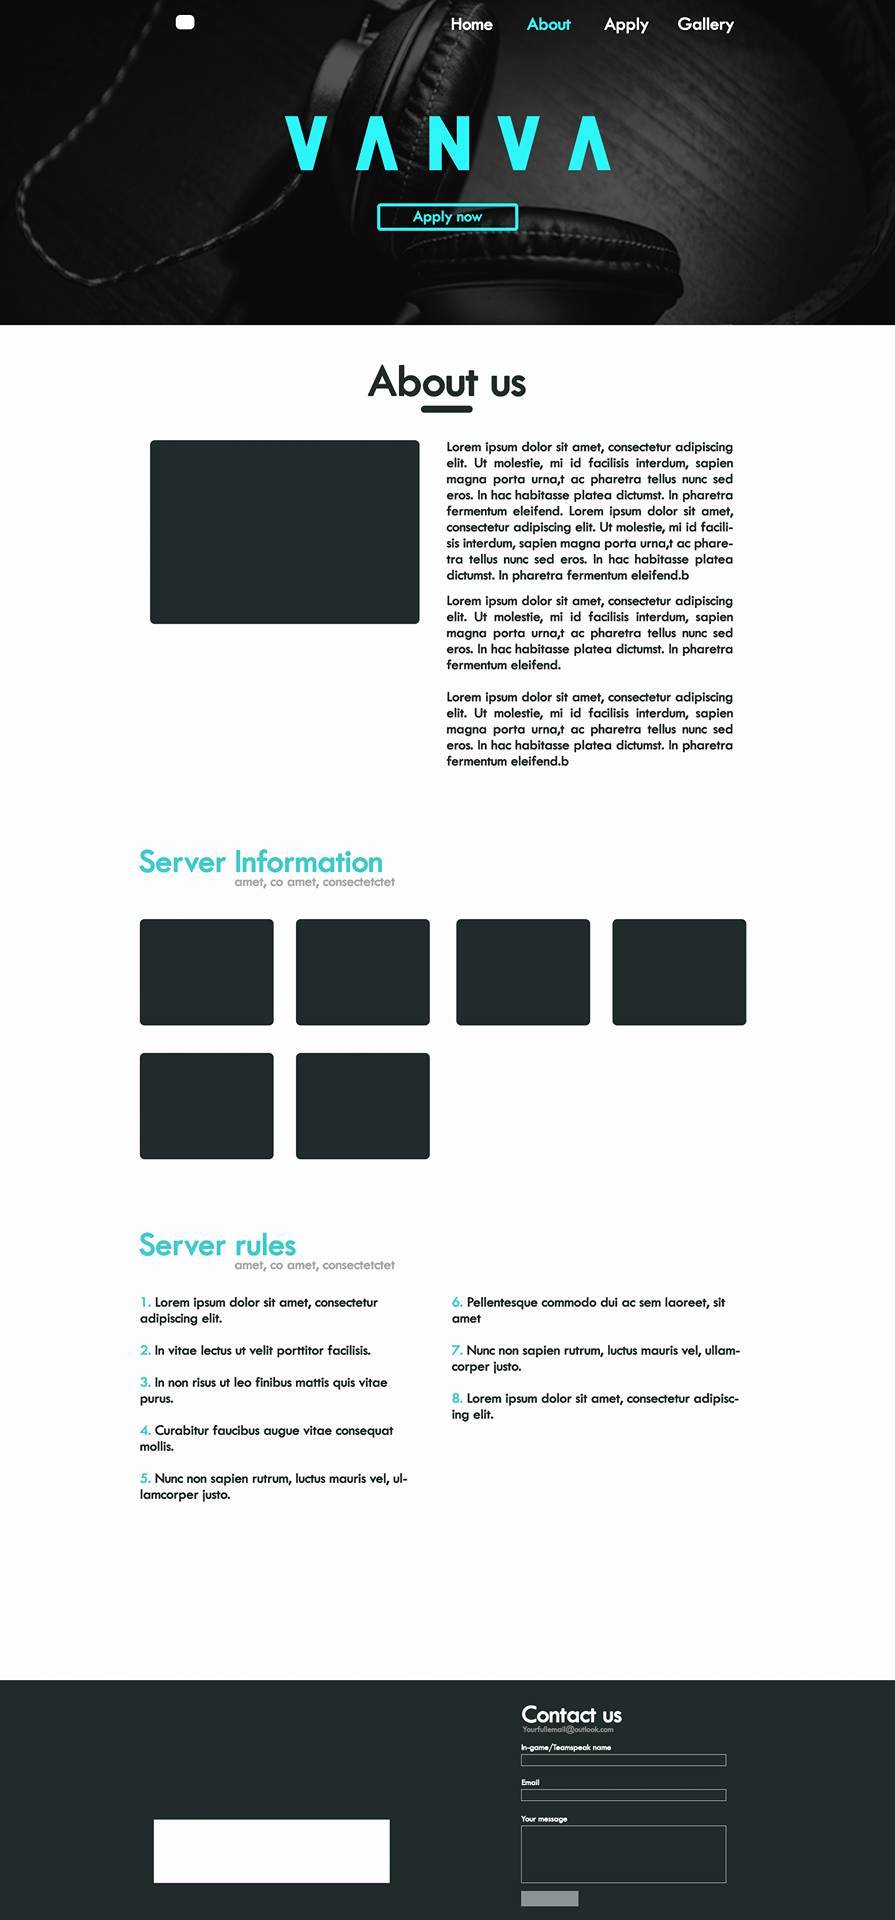 Home About Apply Gallery
VANVA
Apply now
About us
Lorem ipsum dolor sit amet, consectetur adipiscing
elit. Ut molestie, mi id facilisis interdum, sapien
magna porta urna,t ac pharetra tellus nunc sed
eros. In hac habitasse platea dictumst. In pharetra
fermentum eleifend. Lorem ipsum dolor sit amet,
consectetur adipiscing elit. Ut molestie, mi id facili-
sis interdum, sapien magna porta urna,t ac phare-
tra tellus nunc sed eros. In hac habitasse platea
dictumst. In pharetra fermentum eleifend.b
Lorem ipsum dolor sit amet, consectetur adipiscing
elit. Ut molestie, mi id facilisis interdum, sapien
magna porta urna,t ac pharetra tellus nunc sed
eros. In hac habitasse platea dictumst. In pharetra
fermentum eleifend.
Lorem ipsum dolor sit amet, consectetur adipiscing
elit. Ut molestie, mi id facilisis interdum, sapien
magna porta urna,t ac pharetra tellus nunc sed
eros. In hac habitasse platea dictumst. In pharetra
fermentum eleifend.b
Server Information
amet, co amet, consectetctet
Server rules
amet, co amet, consectetctet
1. Lorem ipsum dolor sit amet, consectetur
adipiscing elit.
2. In vitae lectus ut velit porttitor facilisis.
3. In non risus ut leo finibus mattis quis vitae
purus.
4. Curabitur faucibus augue vitae consequat
mollis.
5. Nunc non sapien rutrum, luctus mauris vel, ul-
lamcorper justo.
6. Pellentesque commodo dui ac sem laoreet, sit
amet
7. Nunc non sapien rutrum, luctus mauris vel, ullam-
corper justo.
8. Lorem ipsum dolor sit amet, consectetur adipisc-
ing elit.
Contact us
Yourfullemail@outlook.com
In-game/Teamspeak name
Email
Your message